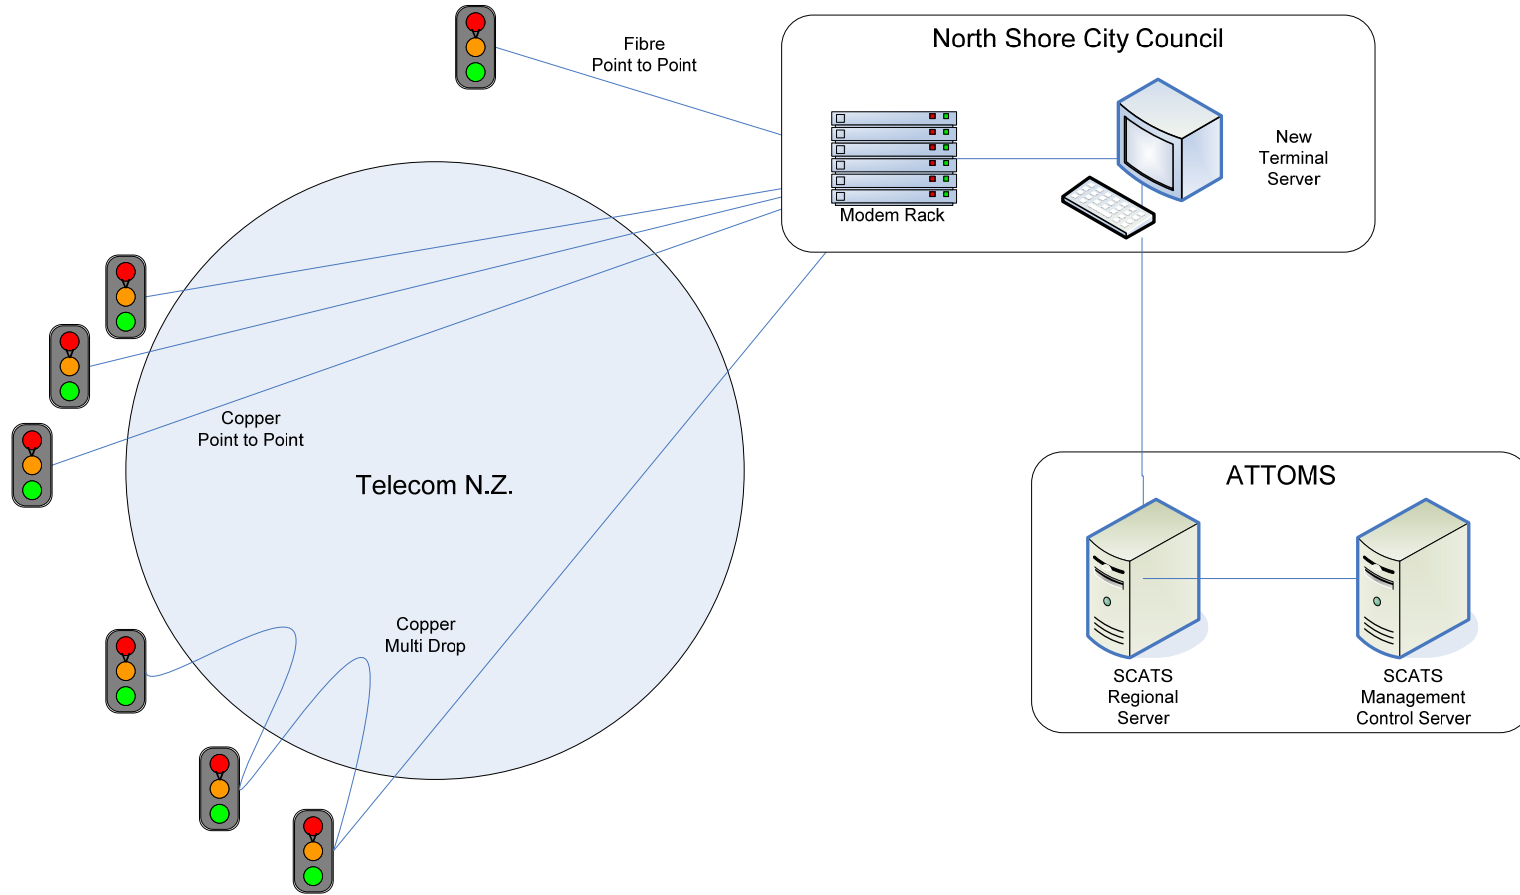 Fibre
Point to Point
North Shore City Council
New
Terminal
Server
Modem Rack
Copper
Point to Point
Telecom N.Z.
ATTOMS
Copper
Multi Drop
SCATS
Regional
Server
SCATS
Management
Control Server